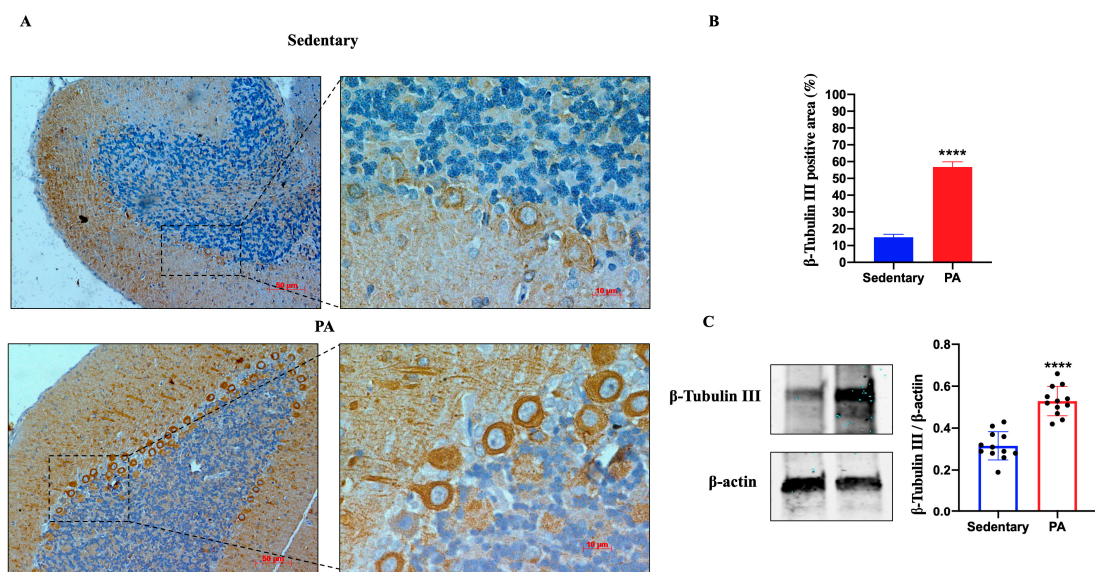 A
Sedentary
50 µm
10 µm
PA
50 µm
10 µm
B
β-Tubulin III positive area (%)
100
90
80
70
60
50
40
30
20
10
0
****
Sedentary
PA
C
β-Tubulin III
β-actin
β-Tubulin III / β-actiin
0.8
0.6
0.4
0.2
0.0
****
Sedentary
PA